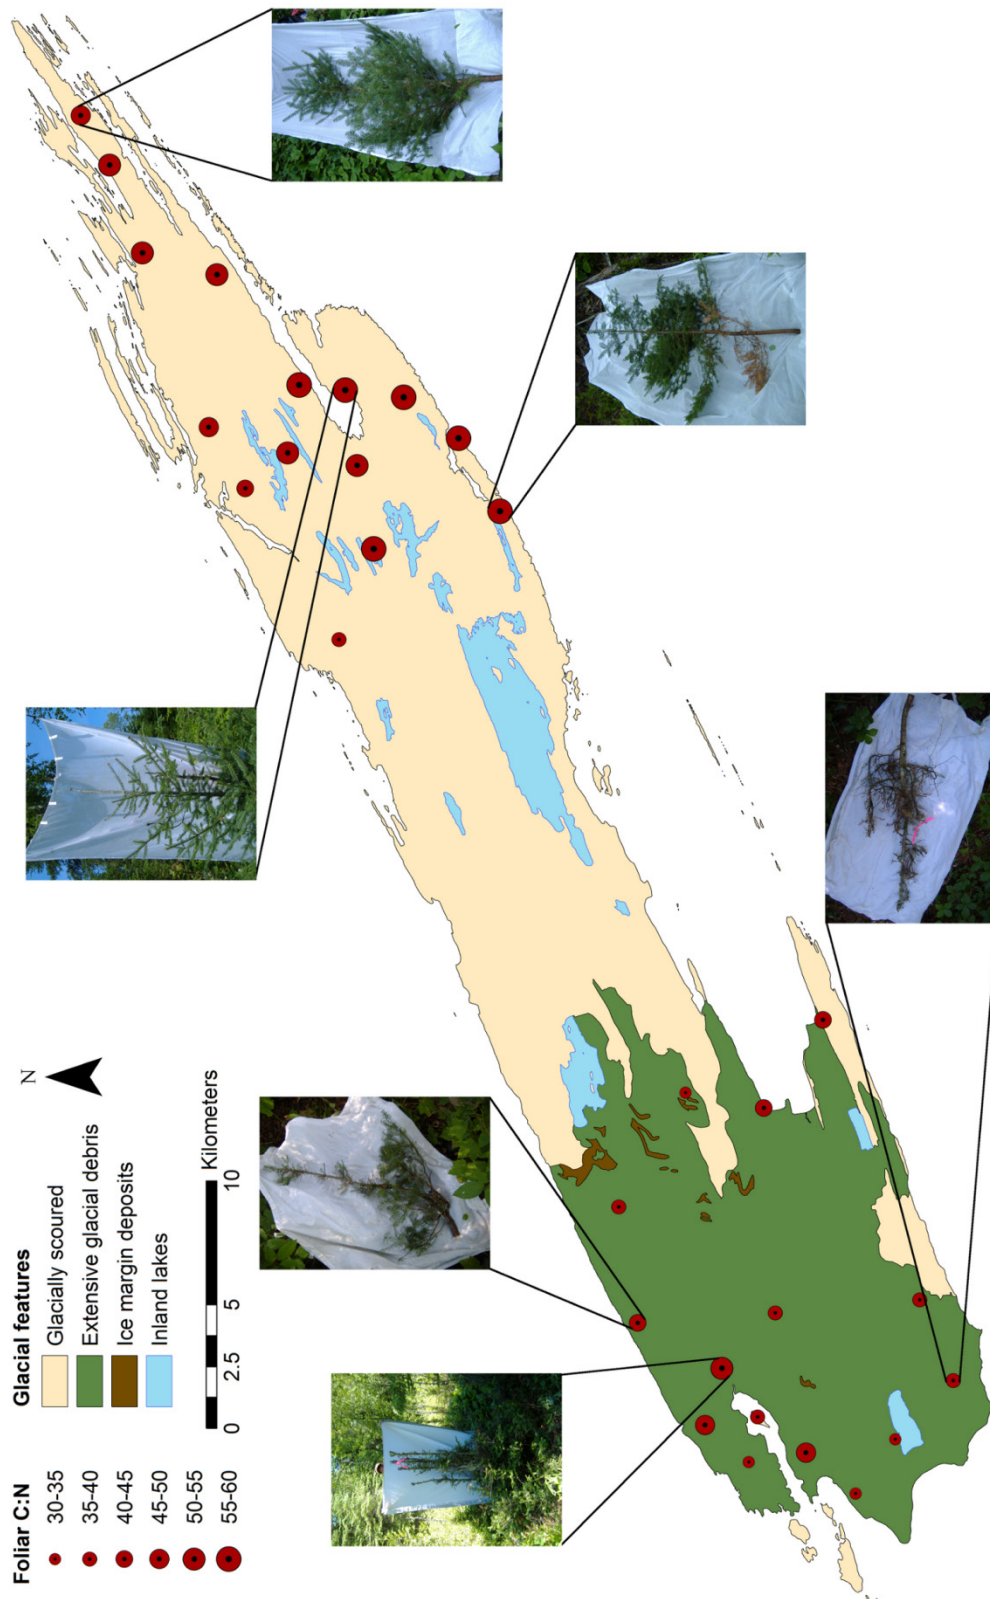 Foliar C:N
30-35
35-40
40-45
45-50
50-55
55-60
Glacial features
Glacially scoured
Extensive glacial debris
Ice margin deposits
Inland lakes
N
0 2.5 5 10
Kilometers